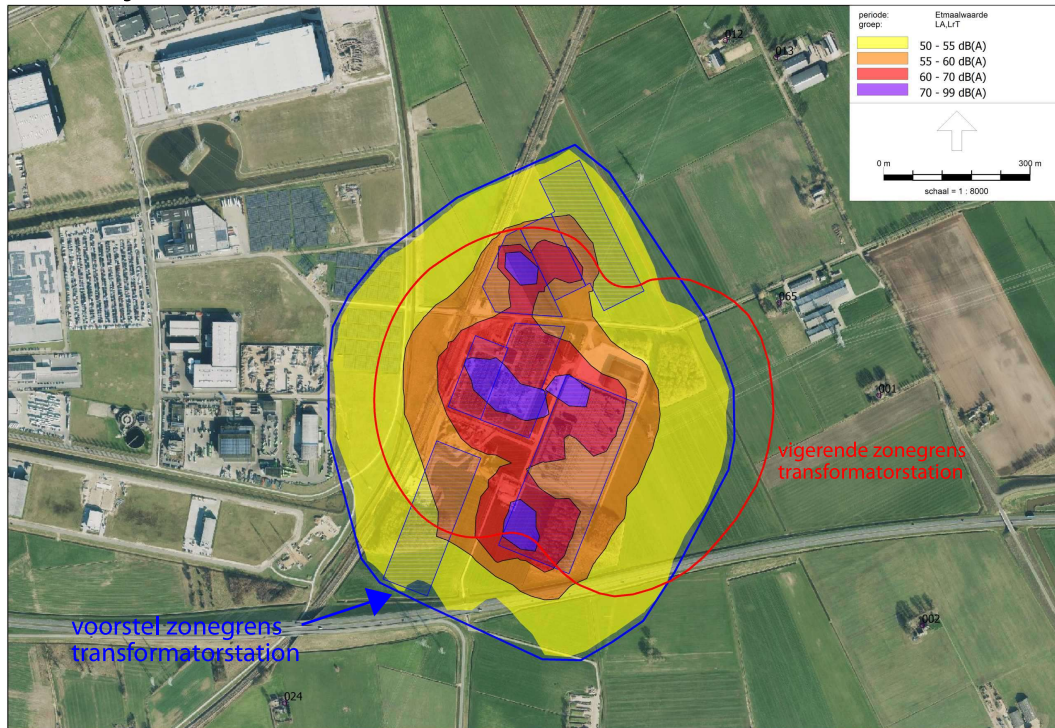 periode: Etmaalwaarde
groep: LA,LrT
50 - 55 dB(A)
55 - 60 dB(A)
60 - 70 dB(A)
70 - 99 dB(A)
0 m 300 m
schaal = 1 : 8000
012
013
065
001
vigerende zonegrens
transformatorstation
voorstel zonegrens
transformatorstation
002
024